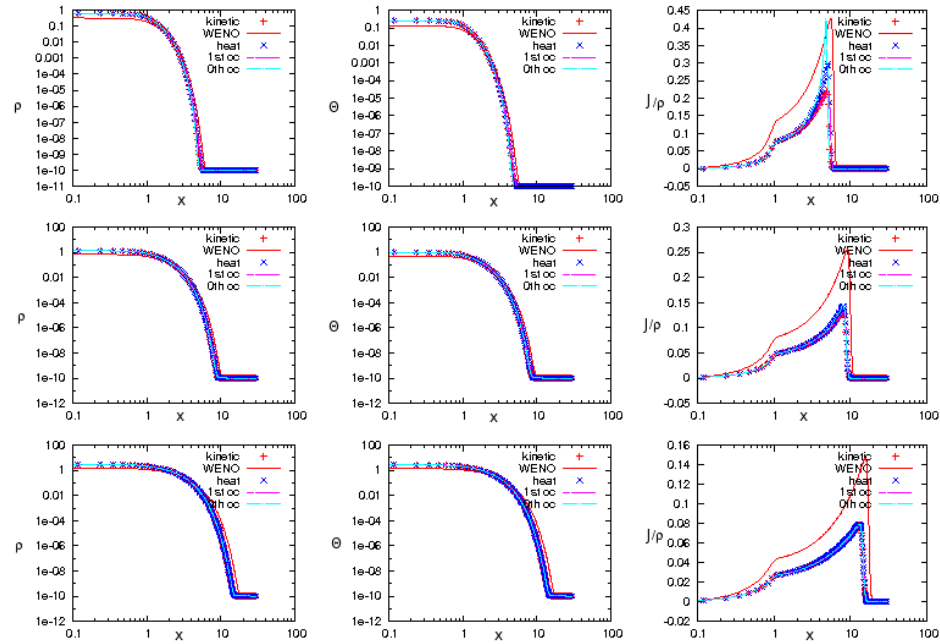 1
0.1
0.01
0.001
1e-04
1e-05
1e-06
1e-07
1e-08
1e-09
1e-10
1e-11
ρ
0.1
1
10
100
x
kinetic
WENO
heat
1st oc
0th oc
1
0.1
0.01
0.001
1e-04
1e-05
1e-06
1e-07
1e-08
1e-09
1e-10
Θ
0.1
1
10
100
x
kinetic
WENO
heat
1st oc
0th oc
0.45
0.4
0.35
0.3
0.25
0.2
0.15
0.1
0.05
0
-0.05
J/ρ
0.1
1
10
100
x
kinetic
WENO
heat
1st oc
0th oc
100
1
0.01
1e-04
1e-06
1e-08
1e-10
1e-12
ρ
0.1
1
10
100
x
kinetic
WENO
heat
1st oc
0th oc
100
1
0.01
1e-04
1e-06
1e-08
1e-10
1e-12
Θ
0.1
1
10
100
x
kinetic
WENO
heat
1st oc
0th oc
0.3
0.25
0.2
0.15
0.1
0.05
0
-0.05
J/ρ
0.1
1
10
100
x
kinetic
WENO
heat
1st oc
0th oc
100
1
0.01
1e-04
1e-06
1e-08
1e-10
1e-12
ρ
0.1
1
10
100
x
kinetic
WENO
heat
1st oc
0th oc
100
1
0.01
1e-04
1e-06
1e-08
1e-10
1e-12
Θ
0.1
1
10
100
x
kinetic
WENO
heat
1st oc
0th oc
0.16
0.14
0.12
0.1
0.08
0.06
0.04
0.02
0
-0.02
J/ρ
0.1
1
10
100
x
kinetic
WENO
heat
1st oc
0th oc